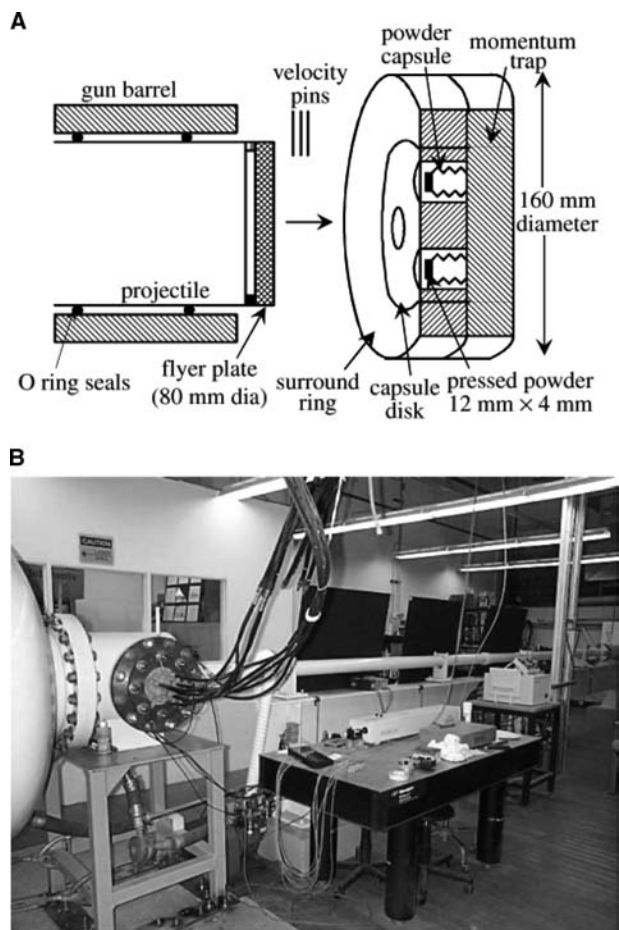 A
gun barrel
velocity
pins
powder
capsule
momentum
trap
160 mm
diameter
projectile
O ring seals
flyer plate
(80 mm dia)
surround
ring
capsule
disk
pressed powder
12 mm × 4 mm
B
CAUTION